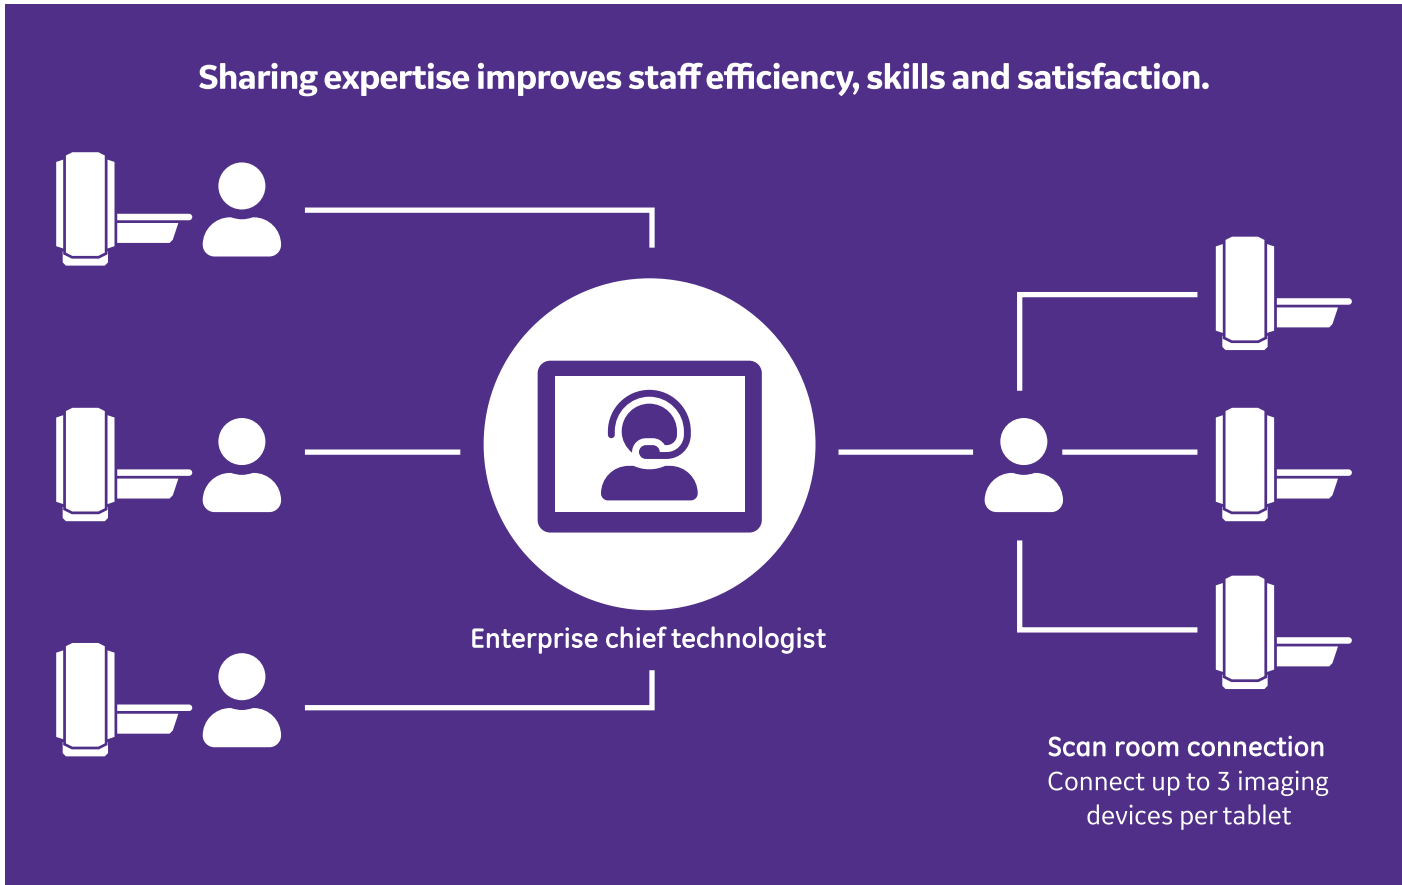 Sharing expertise improves staff efficiency, skills and satisfaction.
Enterprise chief technologist
Scan room connection
Connect up to 3 imaging
devices per tablet